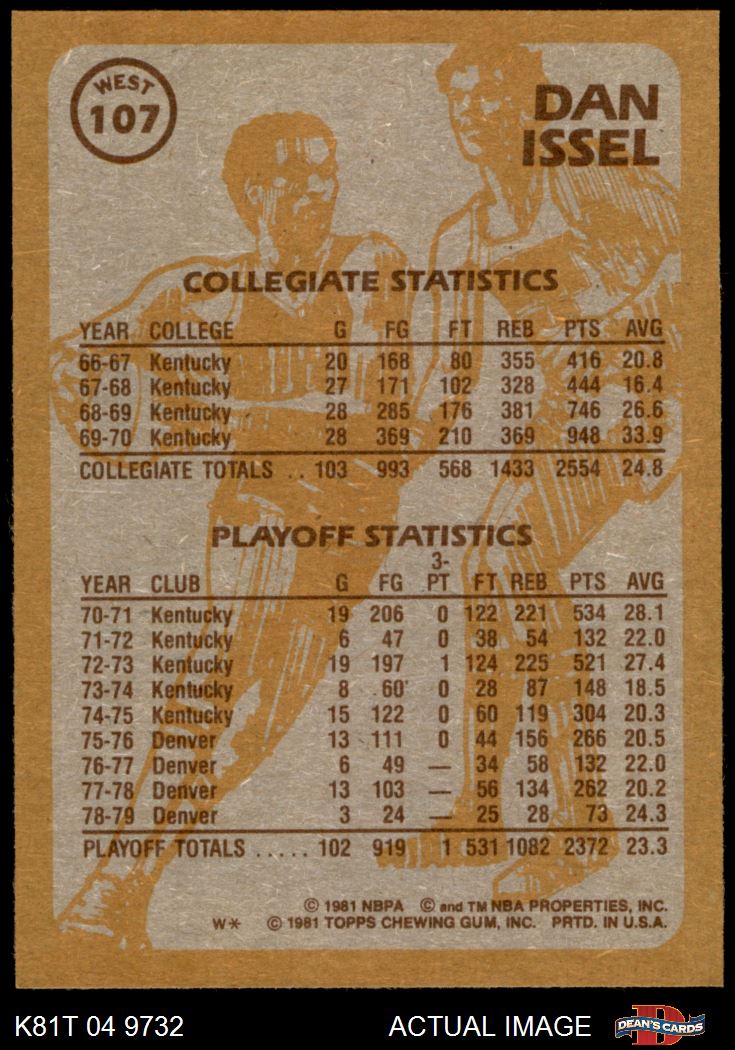 WEST
107
DAN
ISSEL
COLLEGIATE STATISTICS
YEAR COLLEGE G FG FT REB PTS AVG
66-67 Kentucky 20 168 80 355 416 20.8
67-68 Kentucky 27 171 102 328 444 16.4
68-69 Kentucky 28 285 176 381 746 26.6
69-70 Kentucky 28 369 210 369 948 33.9
COLLEGIATE TOTALS .. 103 993 568 1433 2554 24.8
PLAYOFF STATISTICS
YEAR CLUB G FG 3-PT FT REB PTS AVG
70-71 Kentucky 19 206 0 122 221 534 28.1
71-72 Kentucky 6 47 0 38 54 132 22.0
72-73 Kentucky 19 197 1 124 225 521 27.4
73-74 Kentucky 8 60 0 28 87 148 18.5
74-75 Kentucky 15 122 0 60 119 304 20.3
75-76 Denver 13 111 0 44 156 266 20.5
76-77 Denver 6 49 — 34 58 132 22.0
77-78 Denver 13 103 — 56 134 262 20.2
78-79 Denver 3 24 — 25 28 73 24.3
PLAYOFF TOTALS ..... 102 919 1 531 1082 2372 23.3
© 1981 NBPA © and TM NBA PROPERTIES, INC.
W* © 1981 TOPPS CHEWING GUM, INC. PRTD. IN U.S.A.
K81T 04 9732 ACTUAL IMAGE DEAN'S CARDS